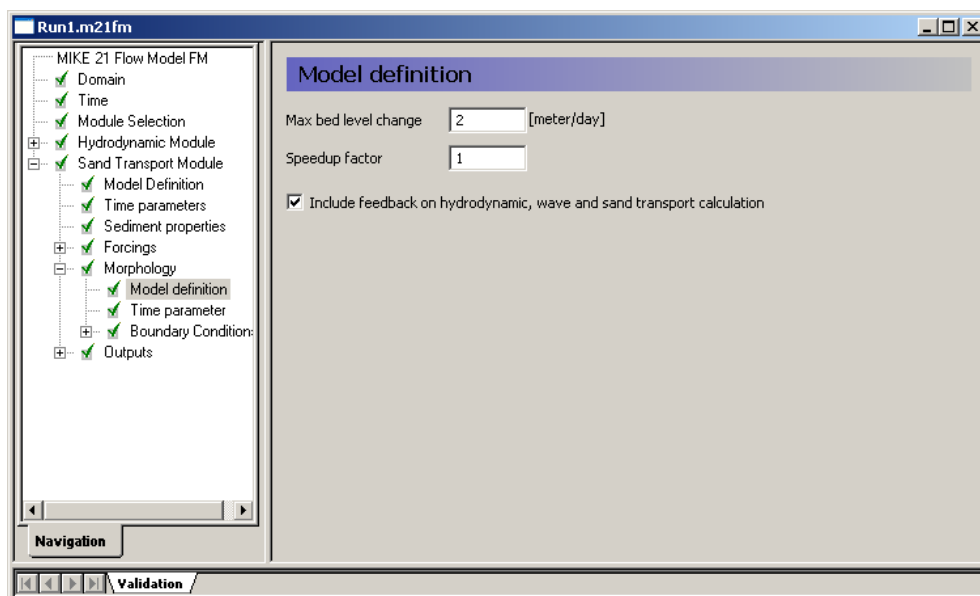 Run1.m21fm
MIKE 21 Flow Model FM
Domain
Time
Module Selection
Hydrodynamic Module
Sand Transport Module
Model Definition
Time parameters
Sediment properties
Forcings
Morphology
Model definition
Time parameter
Boundary Condition:
Outputs
Navigation
Model definition
Max bed level change 2 [meter/day]
Speedup factor 1
Include feedback on hydrodynamic, wave and sand transport calculation
Validation